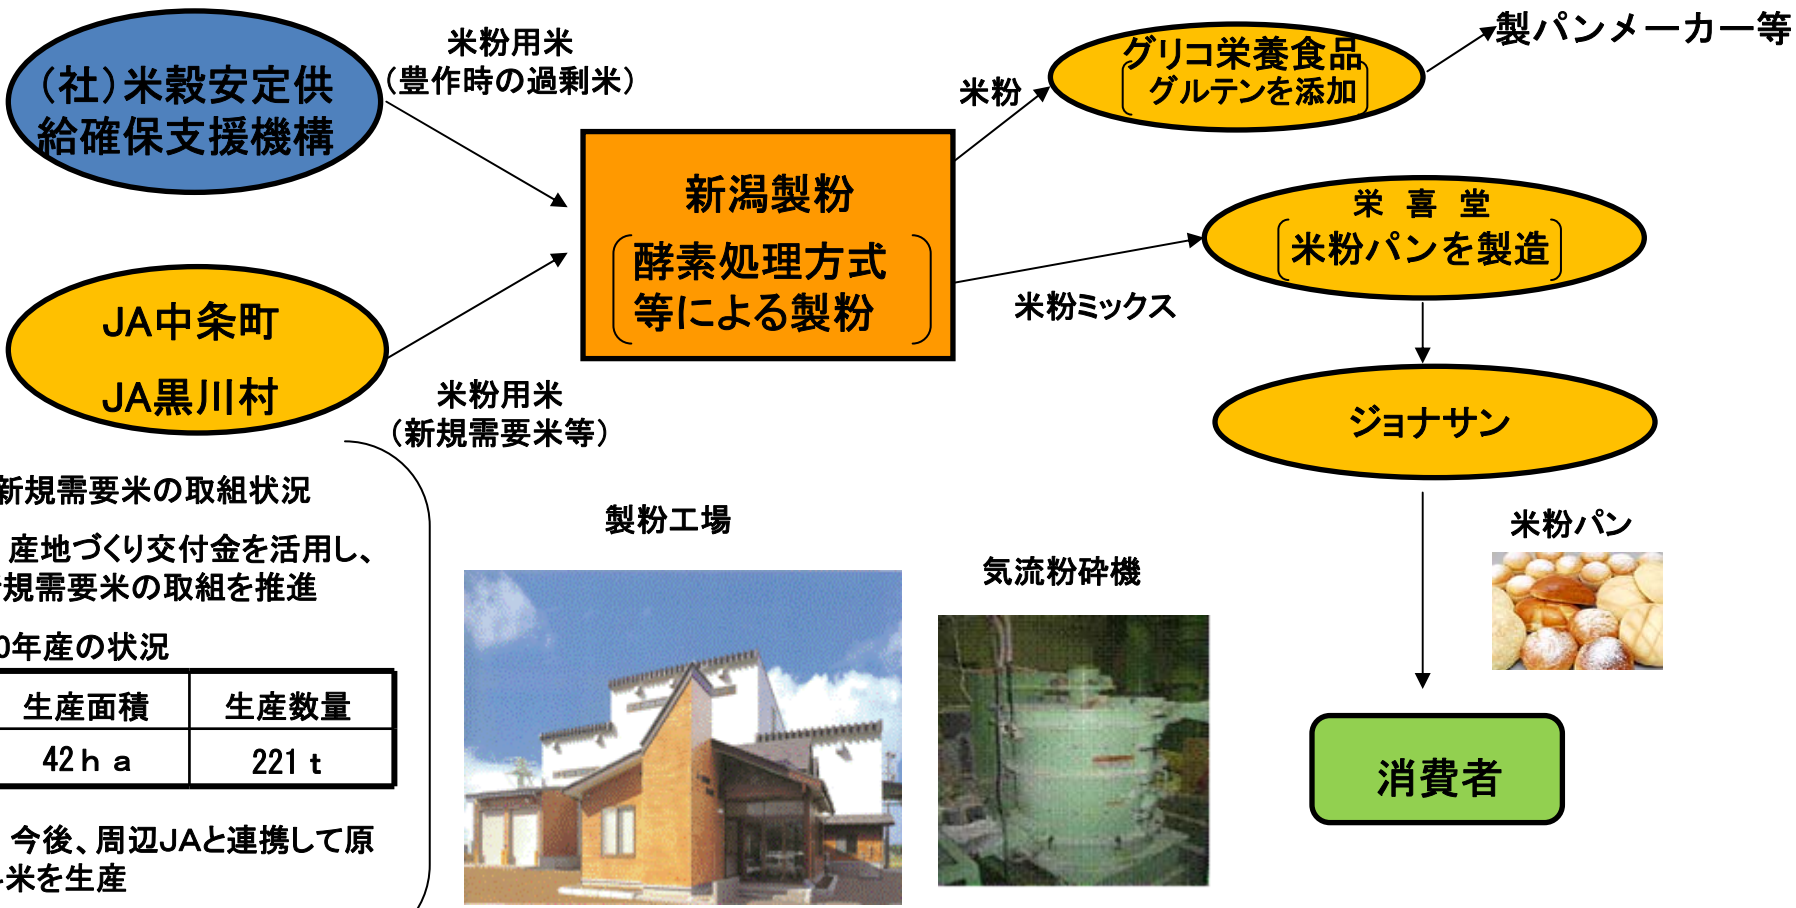 (社)米穀安定供
給確保支援機構
米粉用米
(豊作時の過剰米)
米粉
グリコ栄養食品
グルテンを添加
製パンメーカー等
新潟製粉
酵素処理方式
等による製粉
栄喜堂
米粉パンを製造
米粉ミックス
JA中条町
JA黒川村
米粉用米
(新規需要米等)
ジョナサン
新規需要米の取組状況
産地づくり交付金を活用し、
規需要米の取組を推進
0年産の状況
生産面積 生産数量
42ha 221t
今後、周辺JAと連携して原
米を生産
製粉工場
気流粉砕機
米粉パン
消費者